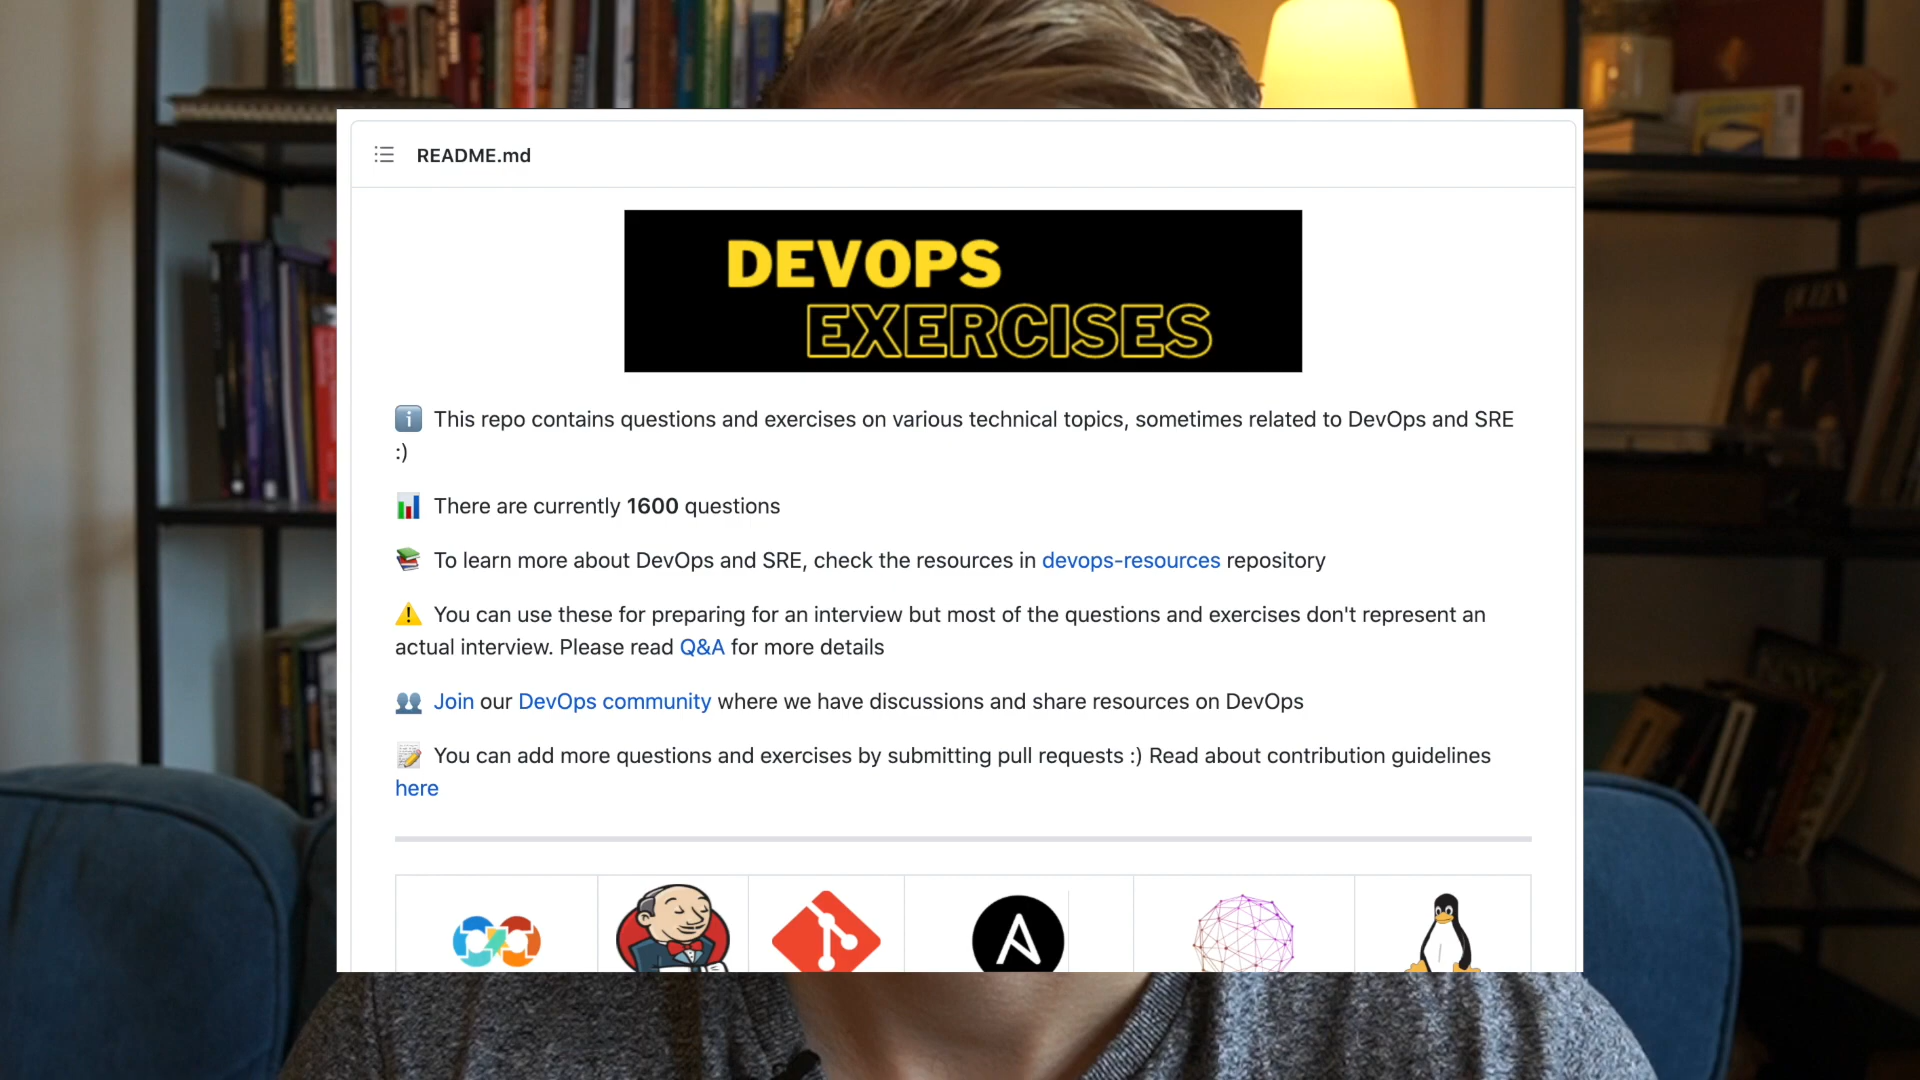 README.md
DEVOPS
EXERCISES
This repo contains questions and exercises on various technical topics, sometimes related to DevOps and SRE
:)
There are currently 1600 questions
To learn more about DevOps and SRE, check the resources in devops-resources repository
You can use these for preparing for an interview but most of the questions and exercises don't represent an
actual interview. Please read Q&A for more details
Join our DevOps community where we have discussions and share resources on DevOps
You can add more questions and exercises by submitting pull requests :) Read about contribution guidelines
here
QUEEN